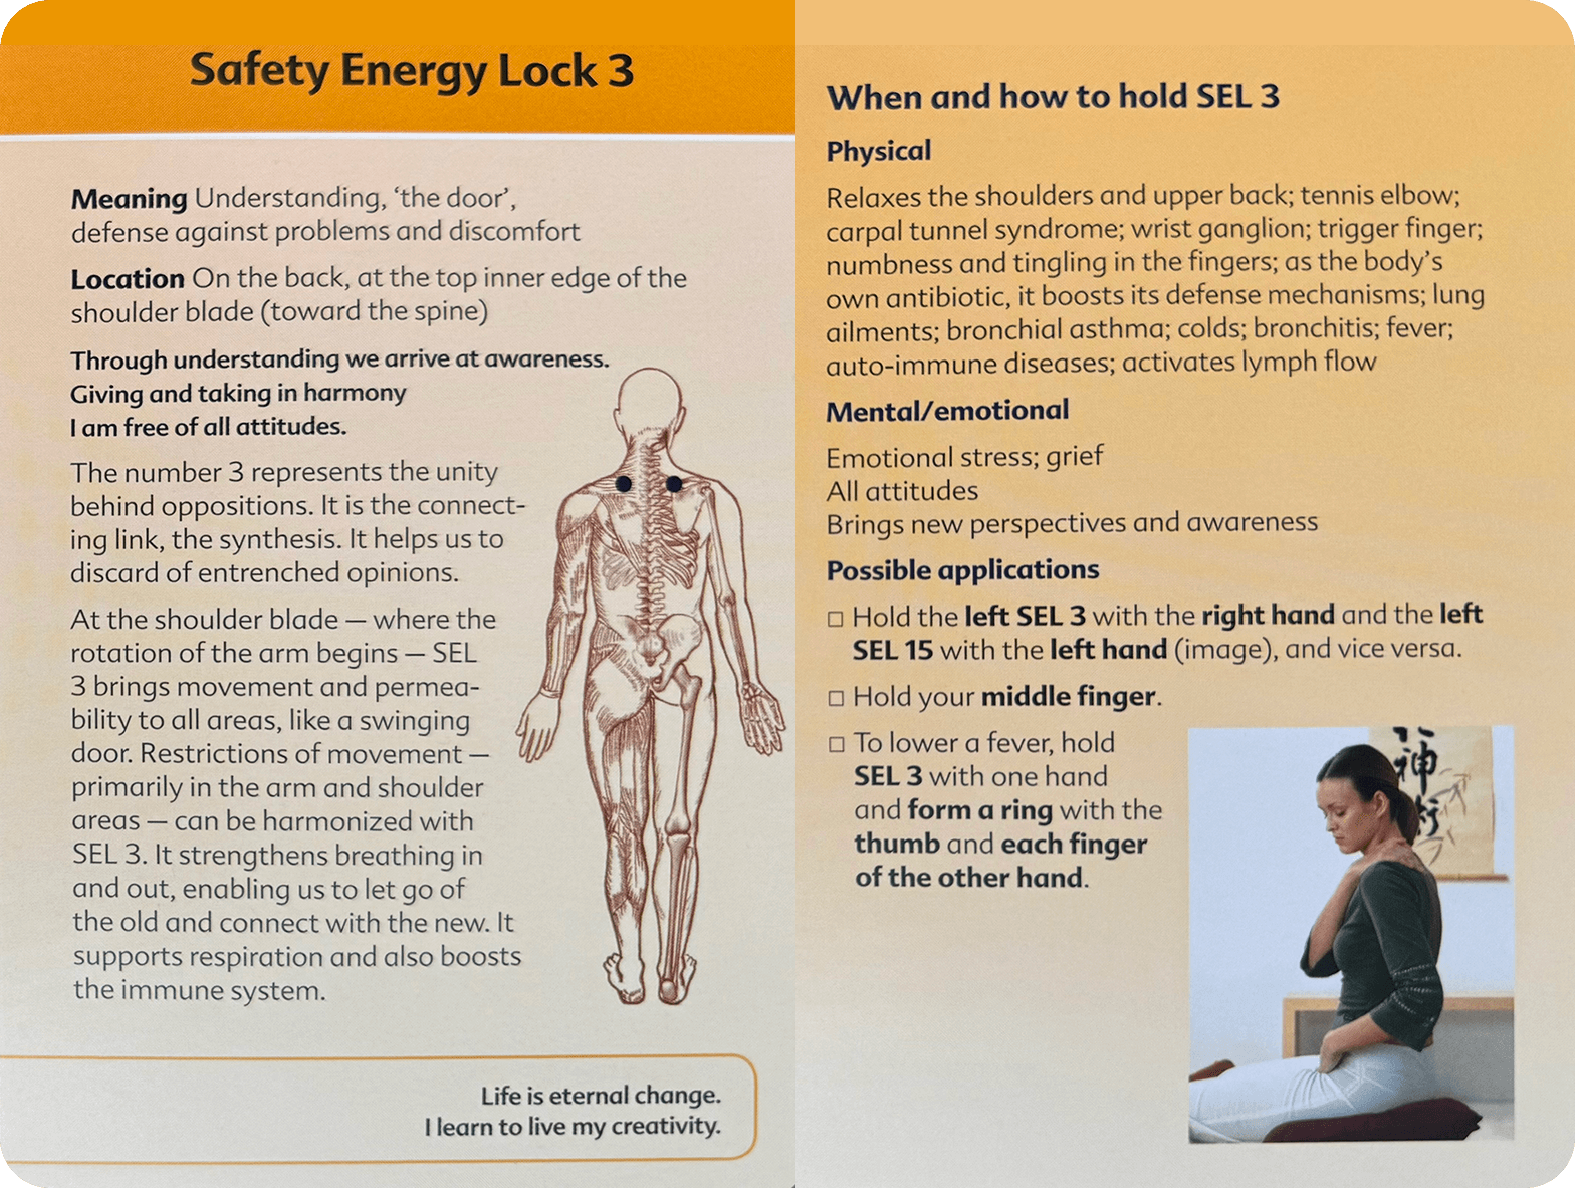 Safety Energy Lock 3
Meaning Understanding, ‘the door’,
defense against problems and discomfort
Location On the back, at the top inner edge of the
shoulder blade (toward the spine)
Through understanding we arrive at awareness.
Giving and taking in harmony
I am free of all attitudes.
The number 3 represents the unity
behind oppositions. It is the connect-
ing link, the synthesis. It helps us to
discard of entrenched opinions.
At the shoulder blade — where the
rotation of the arm begins — SEL
3 brings movement and permea-
bility to all areas, like a swinging
door. Restrictions of movement —
primarily in the arm and shoulder
areas — can be harmonized with
SEL 3. It strengthens breathing in
and out, enabling us to let go of
the old and connect with the new. It
supports respiration and also boosts
the immune system.
Life is eternal change.
I learn to live my creativity.
When and how to hold SEL 3
Physical
Relaxes the shoulders and upper back; tennis elbow;
carpal tunnel syndrome; wrist ganglion; trigger finger;
numbness and tingling in the fingers; as the body’s
own antibiotic, it boosts its defense mechanisms; lung
ailments; bronchial asthma; colds; bronchitis; fever;
auto-immune diseases; activates lymph flow
Mental/emotional
Emotional stress; grief
All attitudes
Brings new perspectives and awareness
Possible applications
□ Hold the left SEL 3 with the right hand and the left
SEL 15 with the left hand (image), and vice versa.
□ Hold your middle finger.
□ To lower a fever, hold
SEL 3 with one hand
and form a ring with the
thumb and each finger
of the other hand.
神